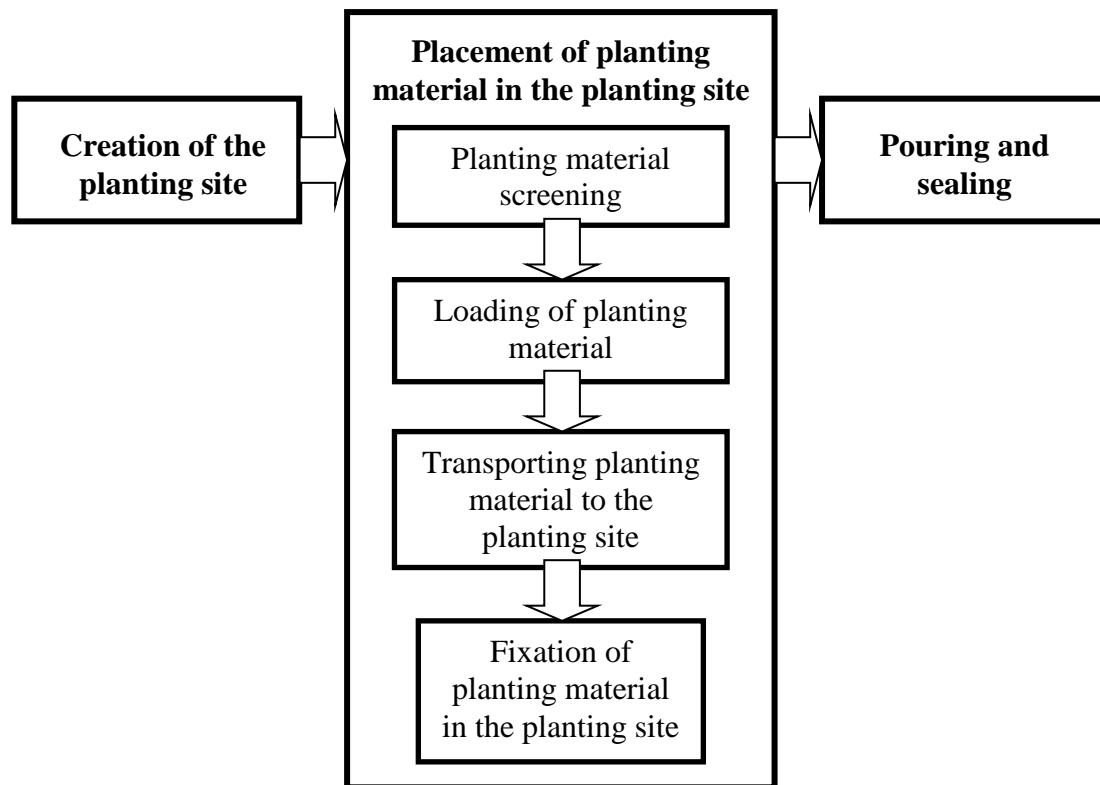 Creation of the
planting site
Placement of planting
material in the planting site
Planting material
screening
Loading of planting
material
Transporting planting
material to the
planting site
Fixation of
planting material
in the planting site
Pouring and
sealing